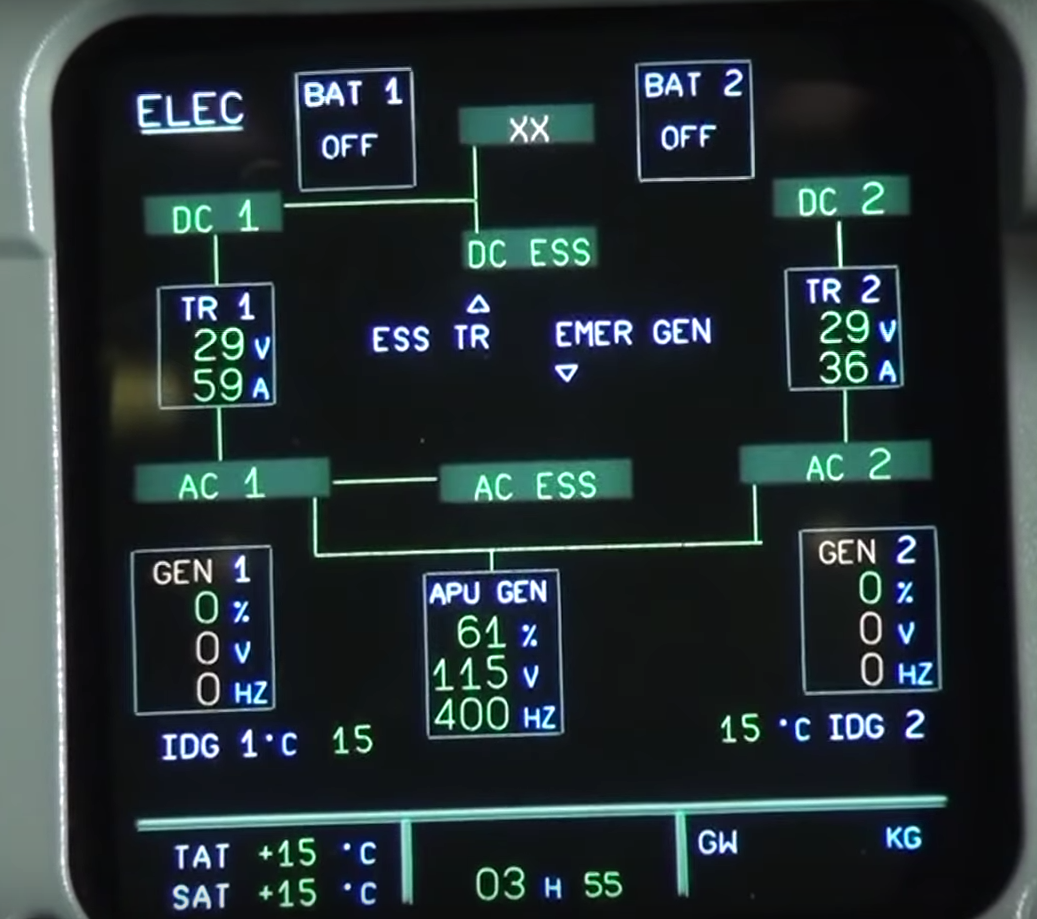 ELEC
BAT 1
OFF
XX
BAT 2
OFF
DC 1
DC ESS
DC 2
TR 1
29 V
59 A
ESS TR
EMER GEN
TR 2
29 V
36 A
AC 1
AC ESS
AC 2
GEN 1
0 %
0 V
0 HZ
APU GEN
61 %
115 V
400 HZ
GEN 2
0 %
0 V
0 HZ
IDG 1°C 15
15 °C IDG 2
TAT +15 °C
SAT +15 °C
03 H 55
GW KG